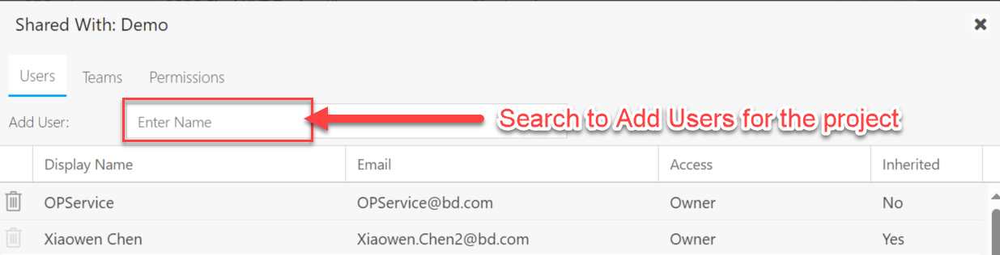 Shared With: Demo
Users Teams Permissions
Add User: Enter Name Search to Add Users for the project
Display Name Email Access Inherited
OPService OPService@bd.com Owner No
Xiaowen Chen Xiaowen.Chen2@bd.com Owner Yes